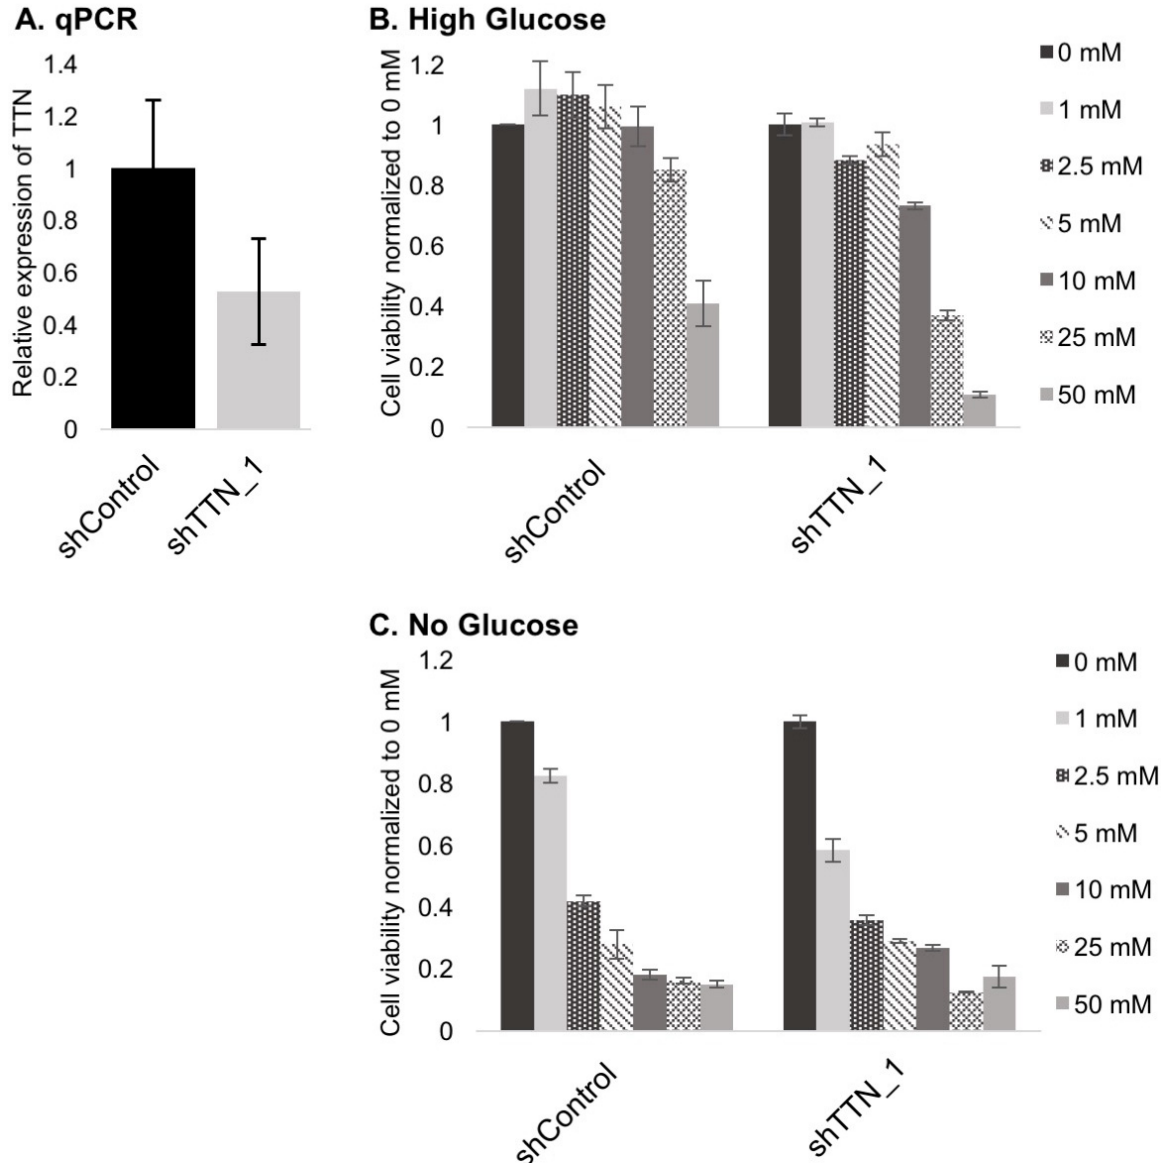 A. qPCR
Relative expression of TTN
1.4
1.2
1
0.8
0.6
0.4
0.2
0
shControl
shTTN_1
B. High Glucose
Cell viability normalized to 0 mM
1.2
1
0.8
0.6
0.4
0.2
0
shControl
shTTN_1
0 mM
1 mM
2.5 mM
5 mM
10 mM
25 mM
50 mM
C. No Glucose
Cell viability normalized to 0 mM
1.2
1
0.8
0.6
0.4
0.2
0
shControl
shTTN_1
0 mM
1 mM
2.5 mM
5 mM
10 mM
25 mM
50 mM